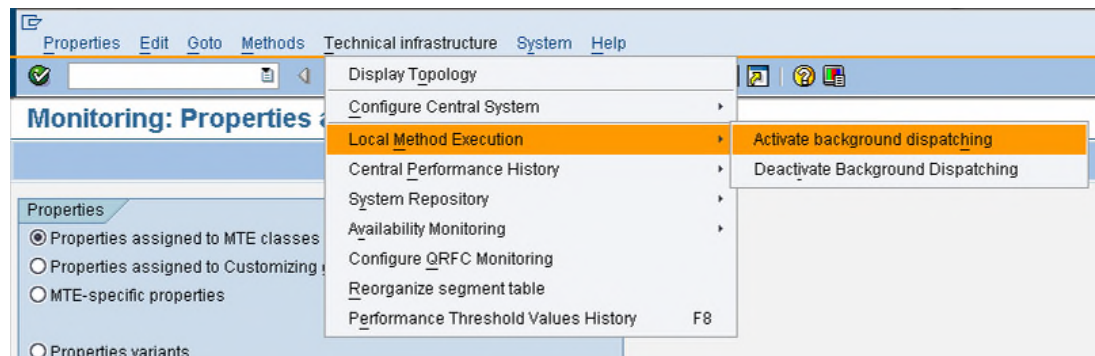 Properties Edit Goto Methods Technical infrastructure System Help
Display Topology
Monitoring: Properties
Configure Central System
Local Method Execution
Activate background dispatching
Central Performance History
Deactivate Background Dispatching
System Repository
Properties
Availability Monitoring
Properties assigned to MTE classes
Configure QRFC Monitoring
Properties assigned to Customizing
Reorganize segment table
MTE-specific properties
Performance Threshold Values History F8
Properties variants